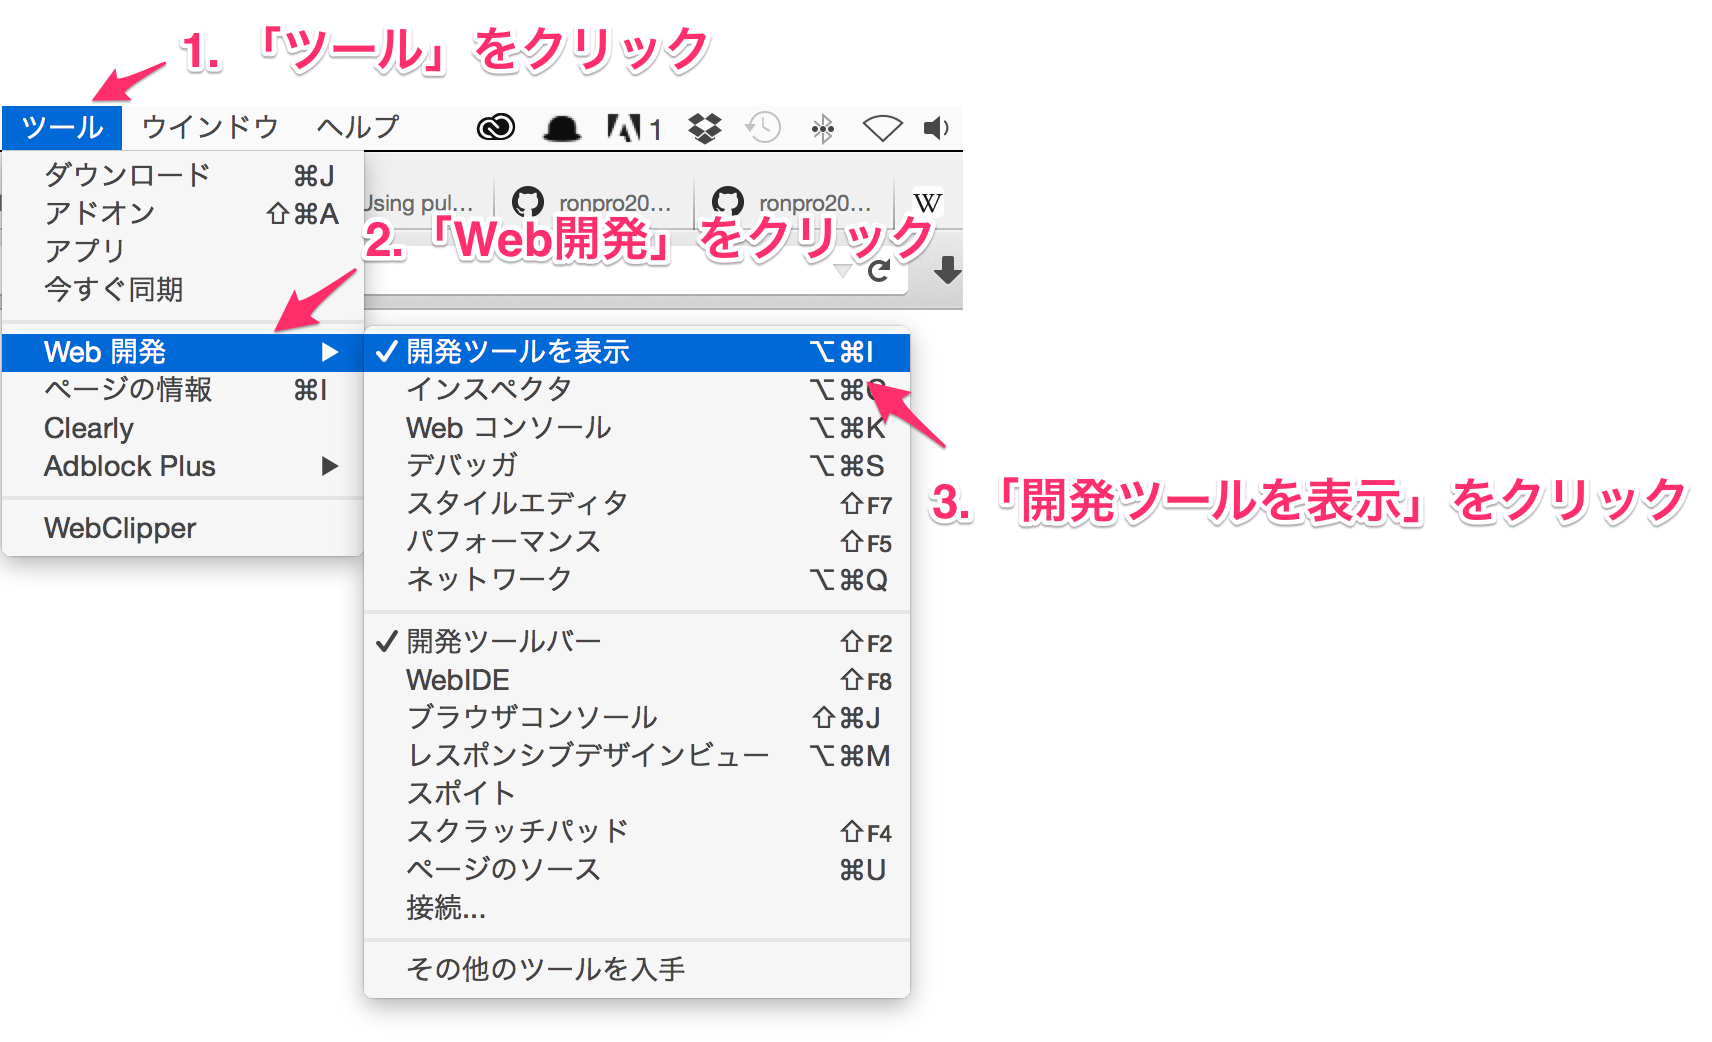 1. 「ツール」をクリック
ツール ウインドウ ヘルプ 1
ダウンロード ⌘J
アドオン ⇧⌘A
アプリ
今すぐ同期
Using pul... ronpro20... ronpro20... W
2.「Web開発」をクリック
Web 開発 ▶
ページの情報 ⌘I
Clearly
Adblock Plus ▶
WebClipper
✓ 開発ツールを表示 ⌥⌘I
インスペクタ ⌥⌘
Web コンソール ⌥⌘K
デバッガ ⌥⌘S
スタイルエディタ ⇧F7
パフォーマンス ⇧F5
ネットワーク ⌥⌘Q
3.「開発ツールを表示」をクリック
✓ 開発ツールバー ⇧F2
WebIDE ⇧F8
ブラウザコンソール ⇧⌘J
レスポンシブデザインビュー ⌥⌘M
スポイト
スクラッチパッド ⇧F4
ページのソース ⌘U
接続...
その他のツールを入手